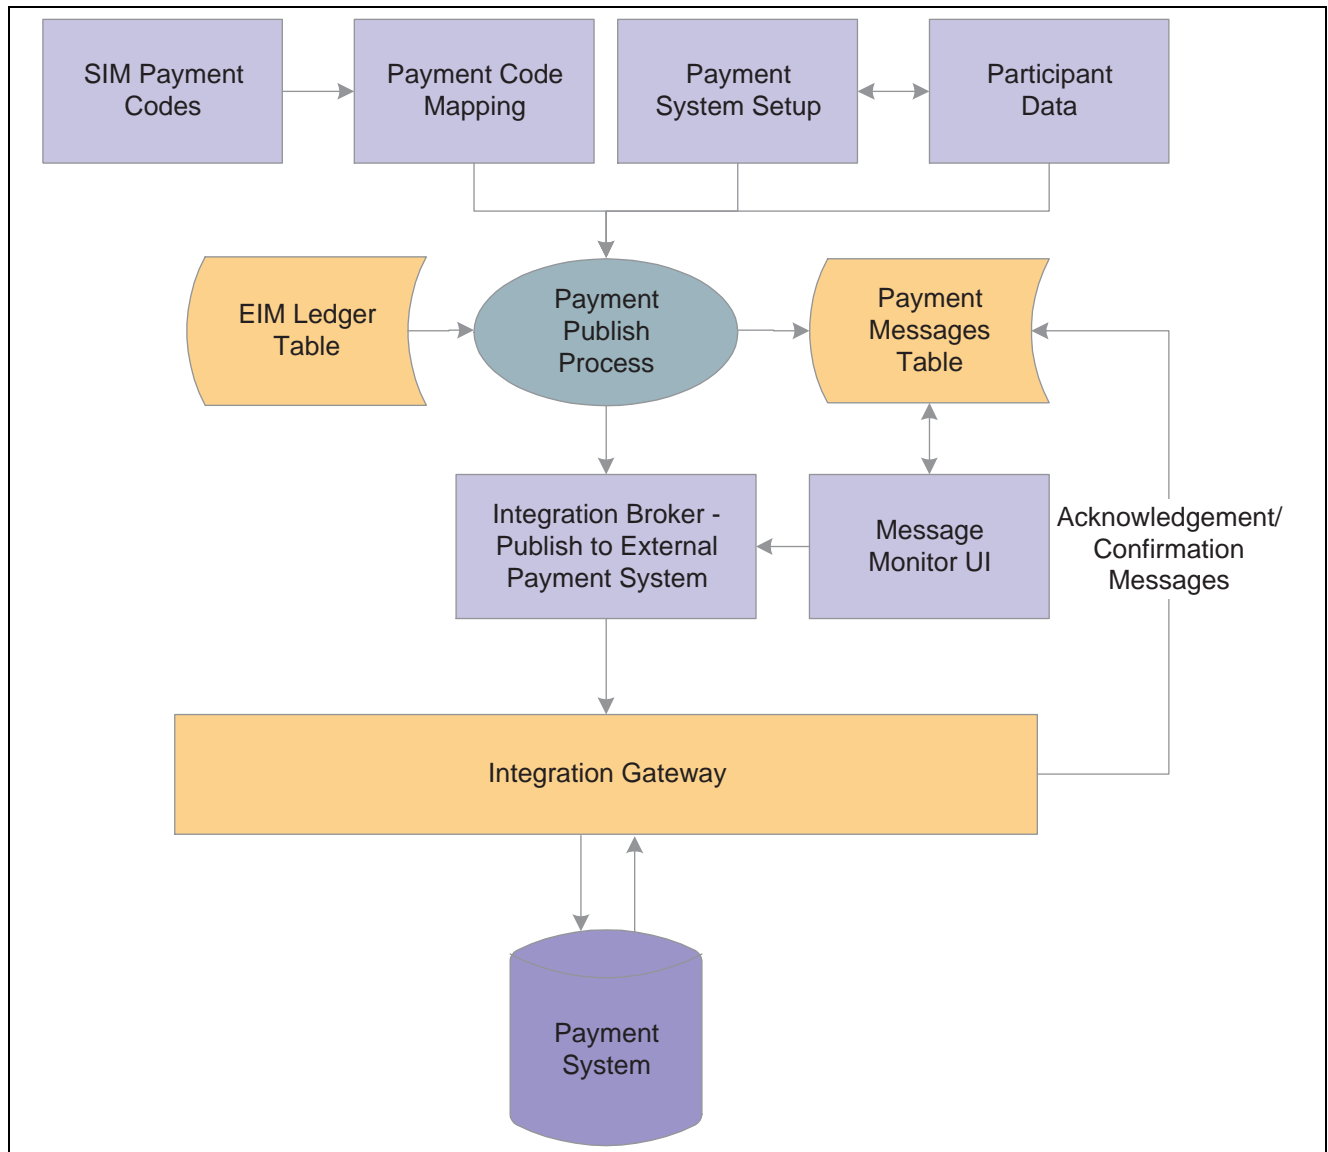 SIM Payment
Codes
Payment Code
Mapping
Payment
System Setup
Participant
Data
EIM Ledger
Table
Payment
Publish
Process
Payment
Messages
Table
Integration Broker -
Publish to External
Payment System
Message
Monitor UI
Acknowledgement/
Confirmation
Messages
Integration Gateway
Payment
System